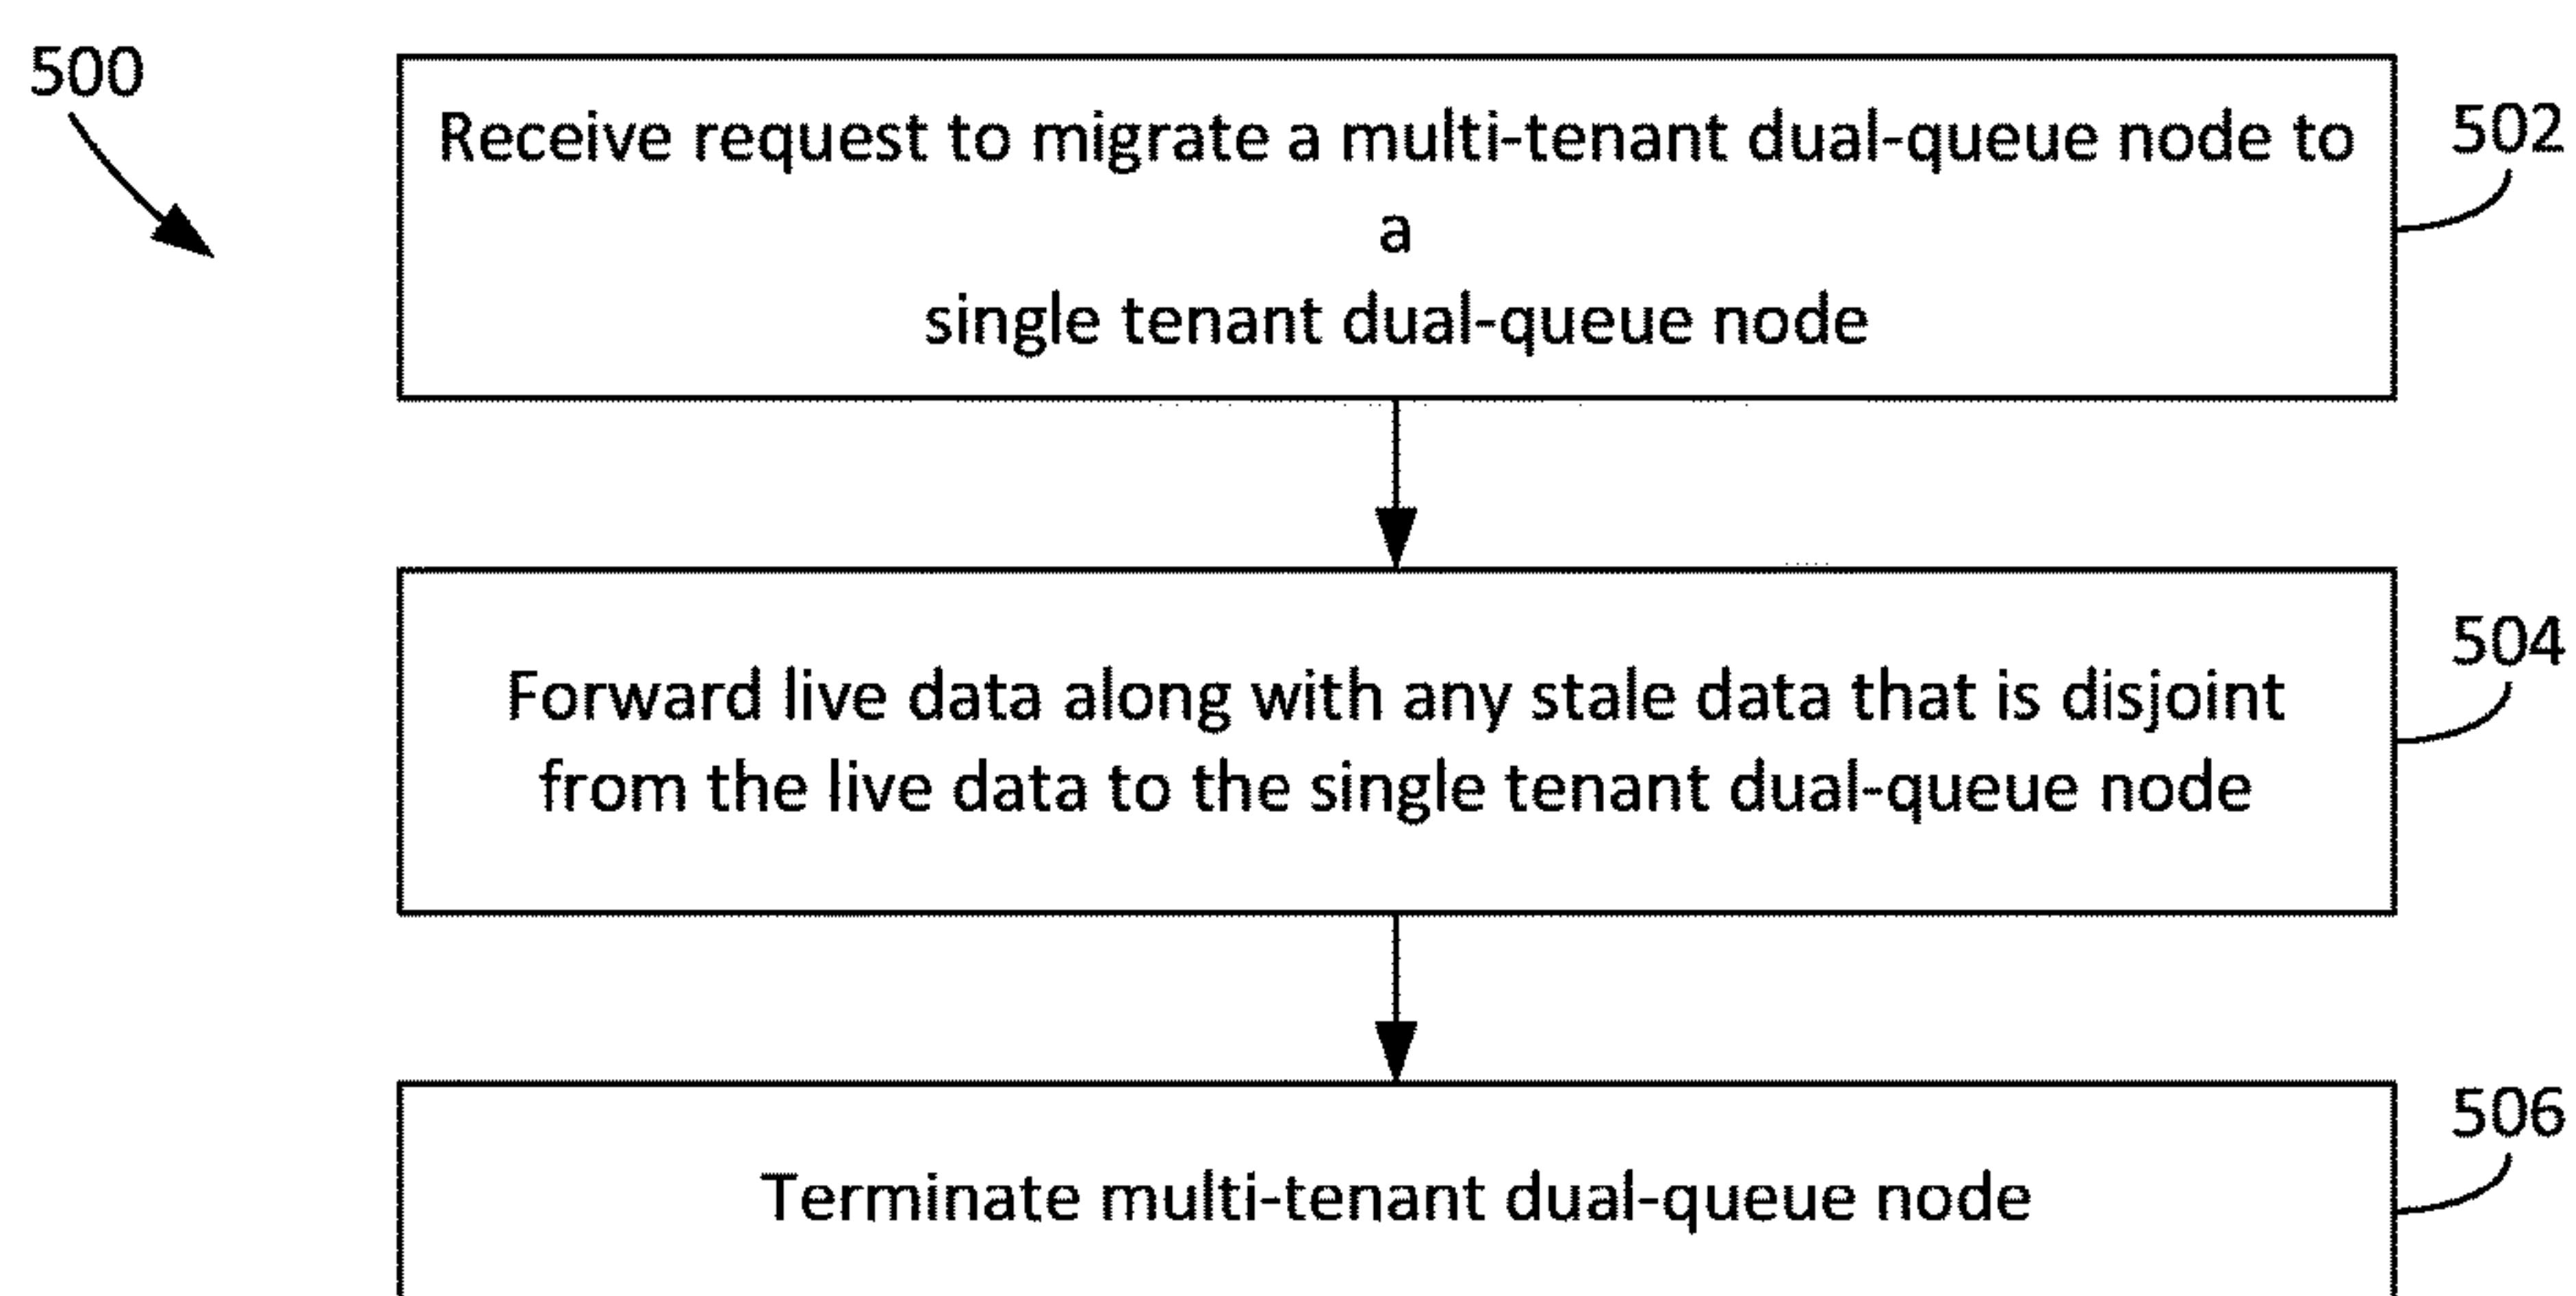 500
Receive request to migrate a multi-tenant dual-queue node to
a
single tenant dual-queue node
502
Forward live data along with any stale data that is disjoint
from the live data to the single tenant dual-queue node
504
Terminate multi-tenant dual-queue node
506